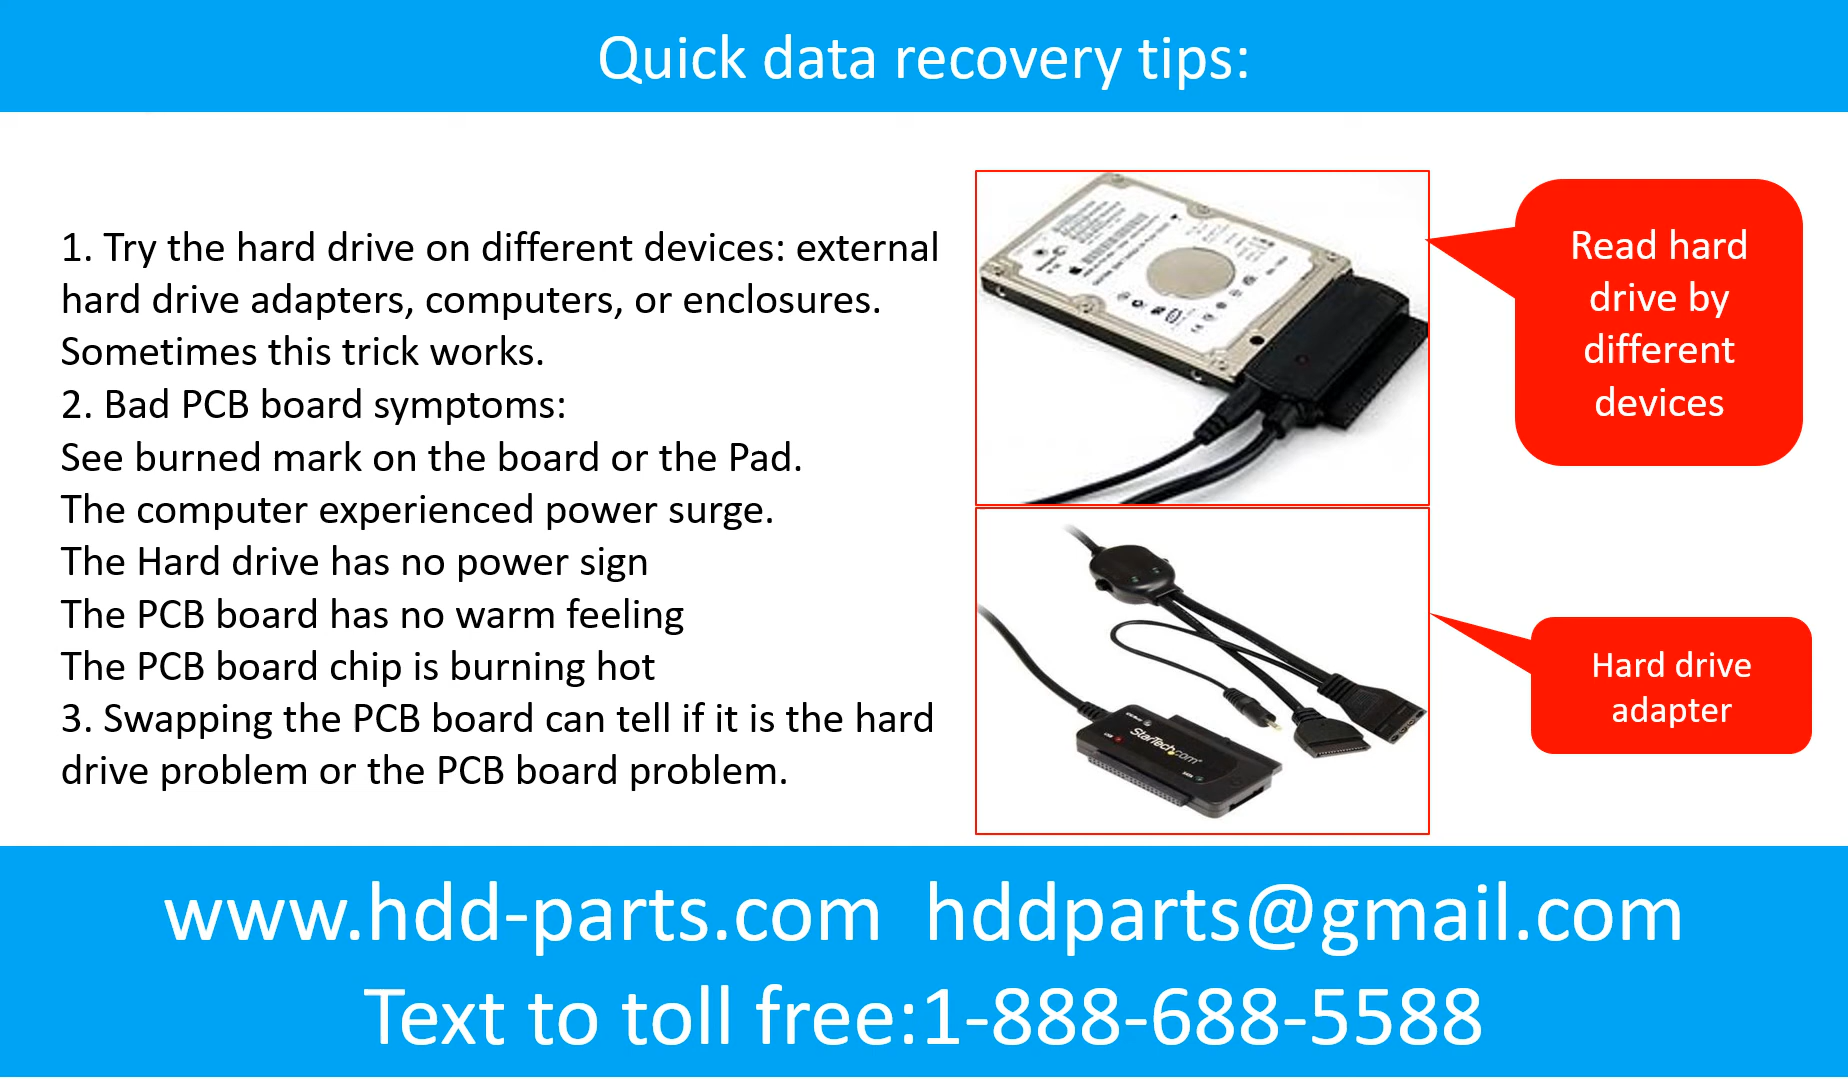 Quick data recovery tips:
1. Try the hard drive on different devices: external
hard drive adapters, computers, or enclosures.
Sometimes this trick works.
2. Bad PCB board symptoms:
See burned mark on the board or the Pad.
The computer experienced power surge.
The Hard drive has no power sign
The PCB board has no warm feeling
The PCB board chip is burning hot
3. Swapping the PCB board can tell if it is the hard
drive problem or the PCB board problem.
Read hard
drive by
different
devices
StarTech.com
Hard drive
adapter
www.hdd-parts.com hddparts@gmail.com
Text to toll free:1-888-688-5588